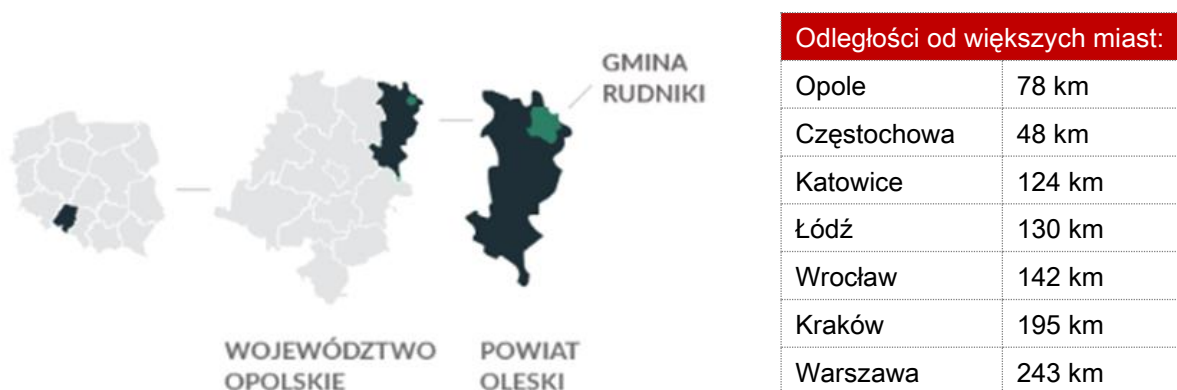 GMINA
RUDNIKI
WOJEWÓDZTWO
OPOLSKIE
POWIAT
OLESKI
Odległości od większych miast:
Opole 78 km
Częstochowa 48 km
Katowice 124 km
Łódź 130 km
Wrocław 142 km
Kraków 195 km
Warszawa 243 km